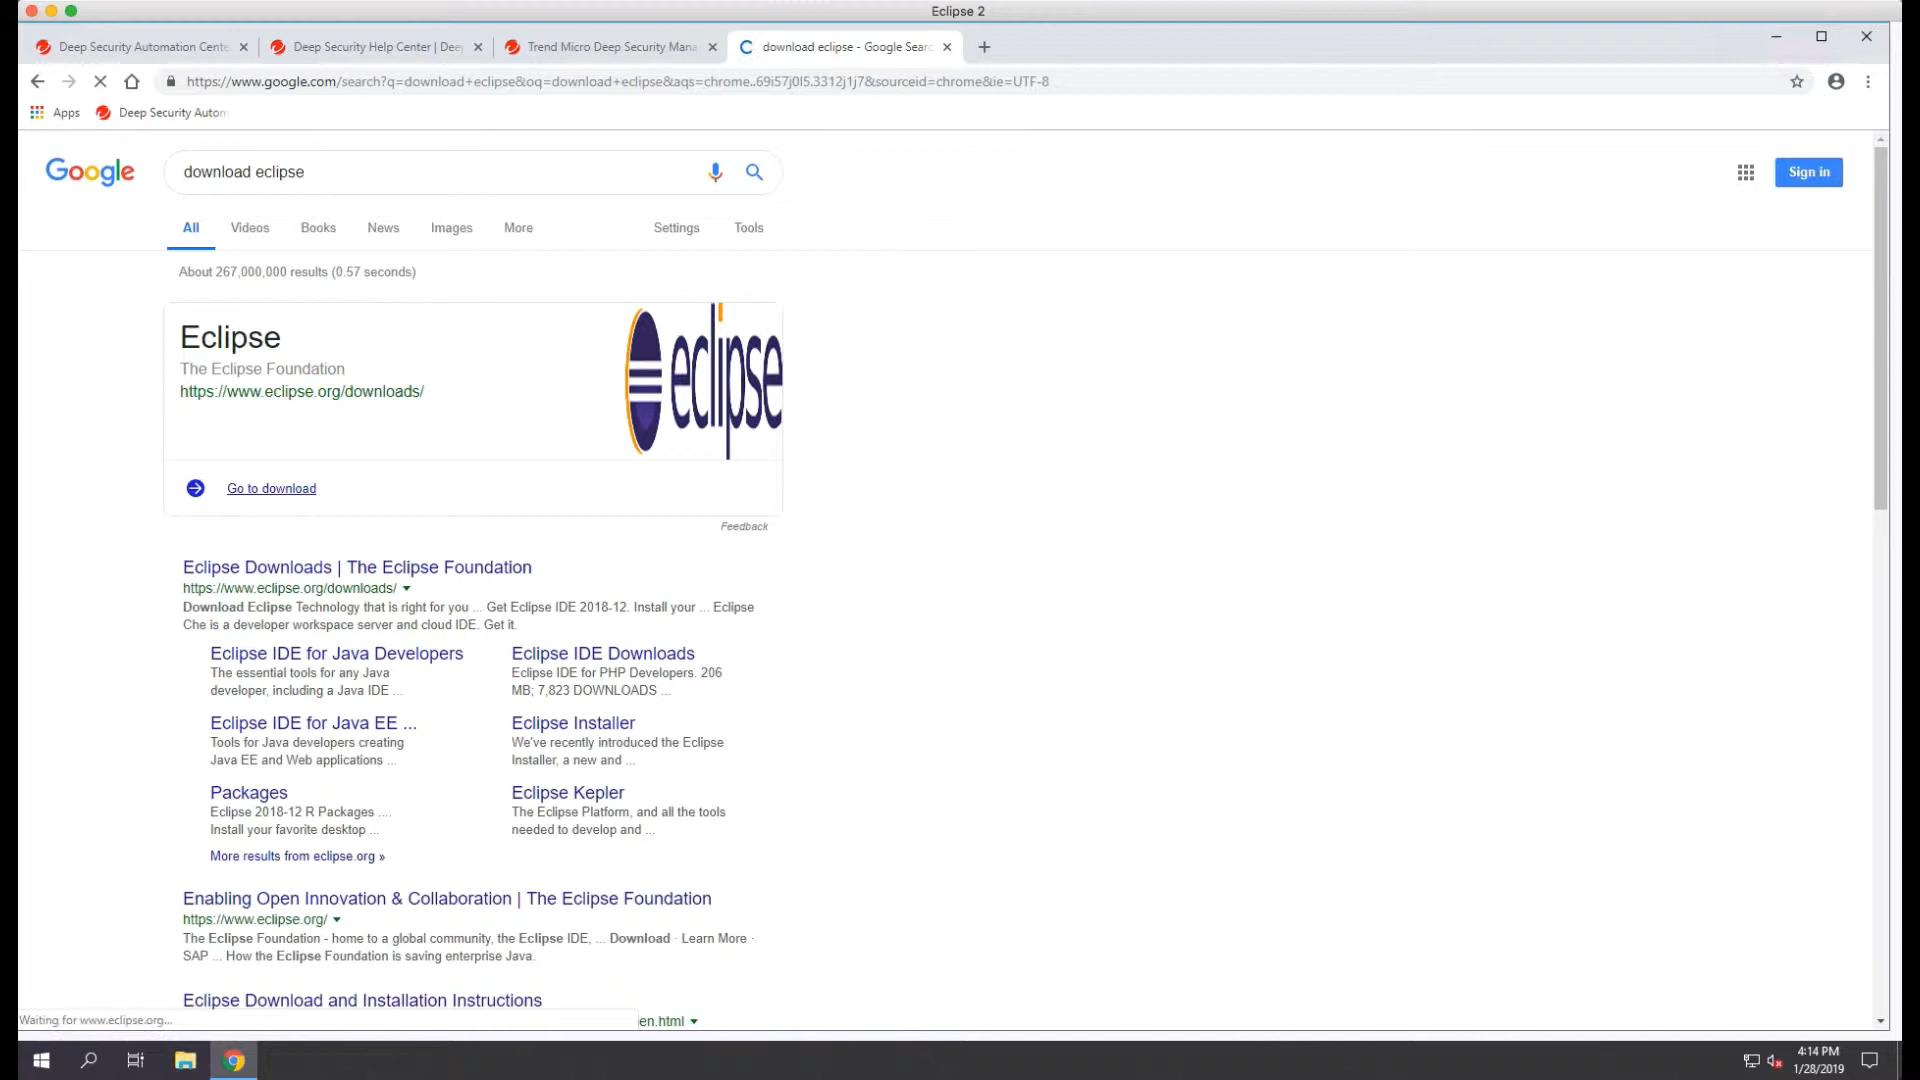 Eclipse 2
Deep Security Automation Cente
Deep Security Help Center | Deep
Trend Micro Deep Security Mana
download eclipse - Google Searc
https://www.google.com/search?q=download+eclipse&oq=download+eclipse&aqs=chrome..69i57j0l5.3312j1j7&sourceid=chrome&ie=UTF-8
Apps
Deep Security Autom
Google
download eclipse
Sign in
All
Videos
Books
News
Images
More
Settings
Tools
About 267,000,000 results (0.57 seconds)
Eclipse
The Eclipse Foundation
https://www.eclipse.org/downloads/
eclipse
Go to download
Feedback
Eclipse Downloads | The Eclipse Foundation
https://www.eclipse.org/downloads/
Download Eclipse Technology that is right for you ... Get Eclipse IDE 2018-12. Install your ... Eclipse
Che is a developer workspace server and cloud IDE. Get it.
Eclipse IDE for Java Developers
The essential tools for any Java
developer, including a Java IDE ...
Eclipse IDE Downloads
Eclipse IDE for PHP Developers. 206
MB; 7,823 DOWNLOADS ...
Eclipse IDE for Java EE ...
Tools for Java developers creating
Java EE and Web applications ...
Eclipse Installer
We've recently introduced the Eclipse
Installer, a new and ...
Packages
Eclipse 2018-12 R Packages ....
Install your favorite desktop ...
Eclipse Kepler
The Eclipse Platform, and all the tools
needed to develop and ...
More results from eclipse.org »
Enabling Open Innovation & Collaboration | The Eclipse Foundation
https://www.eclipse.org/
The Eclipse Foundation - home to a global community, the Eclipse IDE, ... Download · Learn More ·
SAP ... How the Eclipse Foundation is saving enterprise Java.
Eclipse Download and Installation Instructions
Waiting for www.eclipse.org...
en.html
4:14 PM
1/28/2019